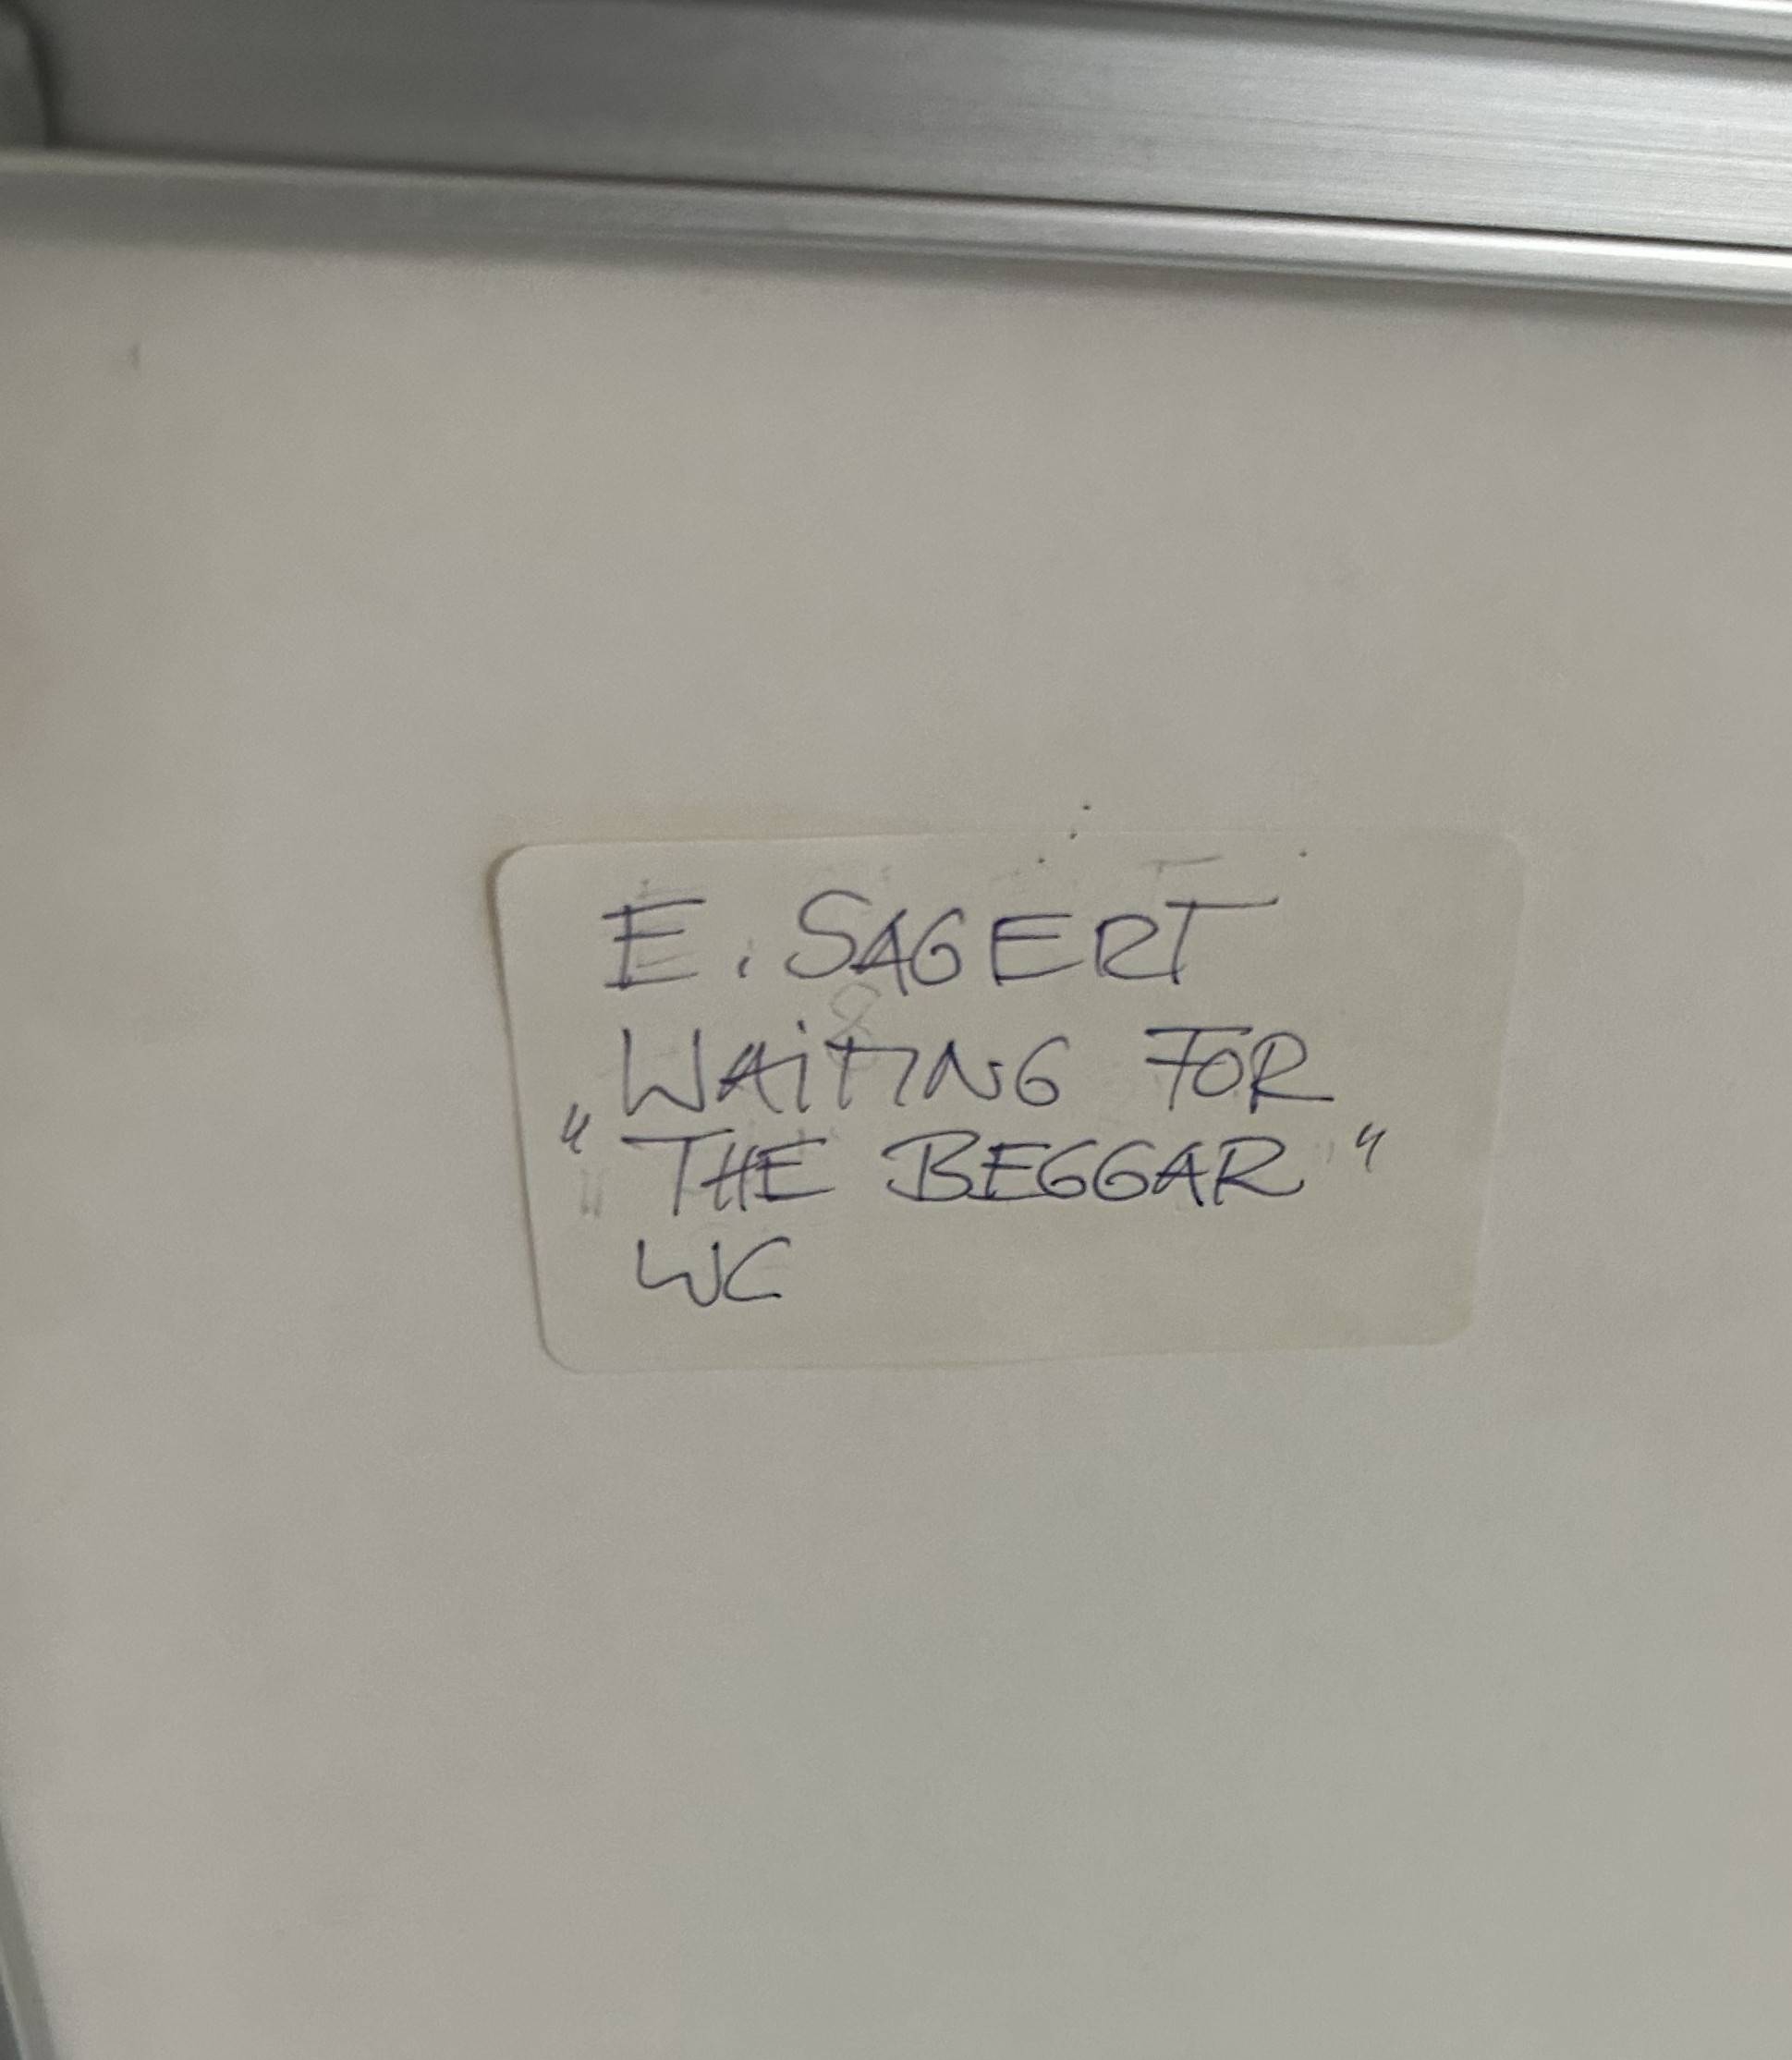 E. SAGERT
WAiTING FOR
"THE BEGGAR"
WC